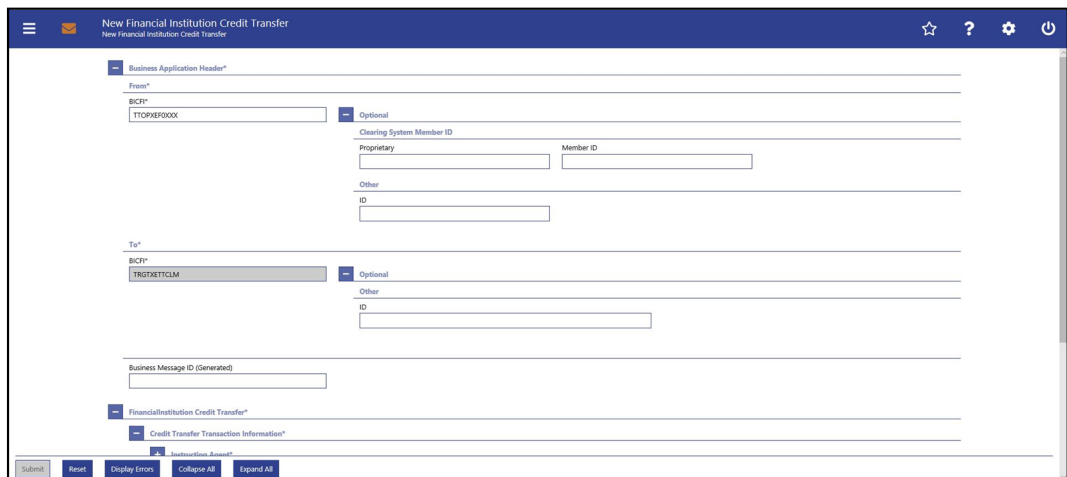 New Financial Institution Credit Transfer
New Financial Institution Credit Transfer
Business Application Header*
From*
BICFI*
TTOPXEF0XXX
Optional
Clearing System Member ID
Proprietary Member ID
Other
ID
To*
BICFI*
TRGTXETTCLM
Optional
Other
ID
Business Message ID (Generated)
FinancialInstitution Credit Transfer*
Credit Transfer Transaction Information*
Instructing Agent*
Submit Reset Display Errors Collapse All Expand All